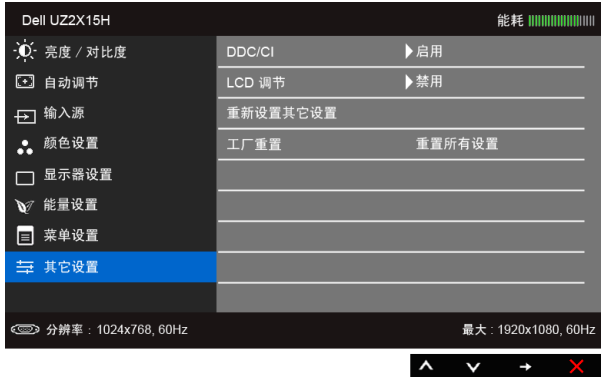 Dell UZ2X15H 能耗
亮度 / 对比度 DDC/CI 启用
自动调节 LCD 调节 禁用
输入源 重新设置其它设置
颜色设置 工厂重置 重置所有设置
显示器设置
能量设置
菜单设置
其它设置
分辨率 : 1024x768, 60Hz 最大 : 1920x1080, 60Hz